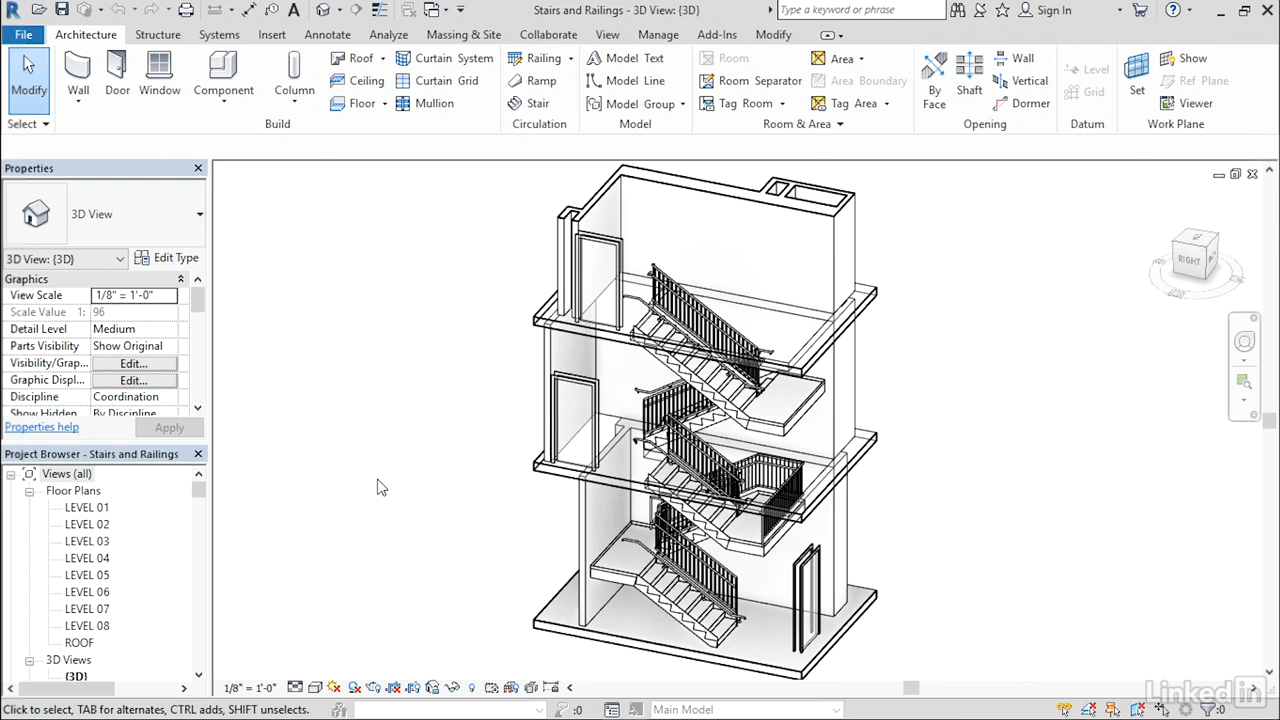 Stairs and Railings - 3D View: {3D}
Type a keyword or phrase
Sign In
File Architecture Structure Systems Insert Annotate Analyze Massing & Site Collaborate View Manage Add-Ins Modify
Modify Wall Door Window Component Column
Roof Curtain System Railing Model Text Room Area Wall Level Show
Ceiling Curtain Grid Ramp Model Line Room Separator Area Boundary By Face Shaft Vertical Grid Set Ref Plane
Floor Mullion Stair Model Group Tag Room Tag Area Dormer Viewer
Select Build Circulation Model Room & Area Opening Datum Work Plane
Properties
3D View
3D View: {3D} Edit Type
Graphics
View Scale 1/8" = 1'-0"
Scale Value 1: 96
Detail Level Medium
Parts Visibility Show Original
Visibility/Grap... Edit...
Graphic Displ... Edit...
Discipline Coordination
Show Hidden By Discipline
Properties help Apply
Project Browser - Stairs and Railings
Views (all)
Floor Plans
LEVEL 01
LEVEL 02
LEVEL 03
LEVEL 04
LEVEL 05
LEVEL 06
LEVEL 07
LEVEL 08
ROOF
3D Views
{3D}
RIGHT
1/8" = 1'-0"
Click to select, TAB for alternates, CTRL adds, SHIFT unselects.
:0
Main Model
:0
Linked in